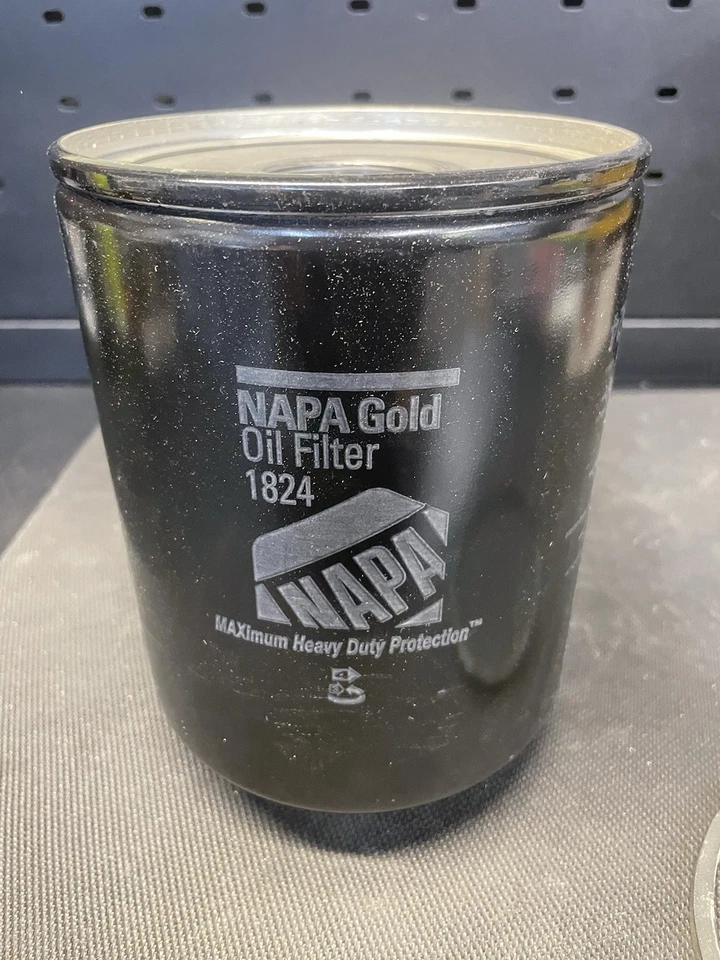 NAPA Gold
Oil Filter
1824
NAPA
MAXimum Heavy Duty Protection™